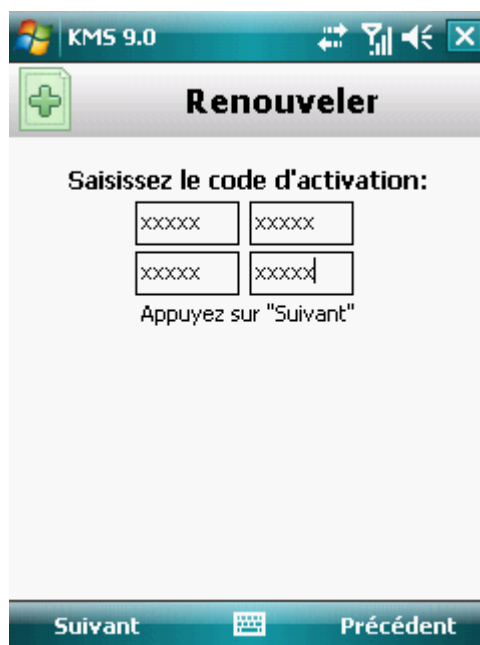 KMS 9.0
Renouveler
Saisissez le code d'activation:
xxxxx xxxxx
xxxxx xxxxx
Appuyez sur "Suivant"
Suivant Précédent